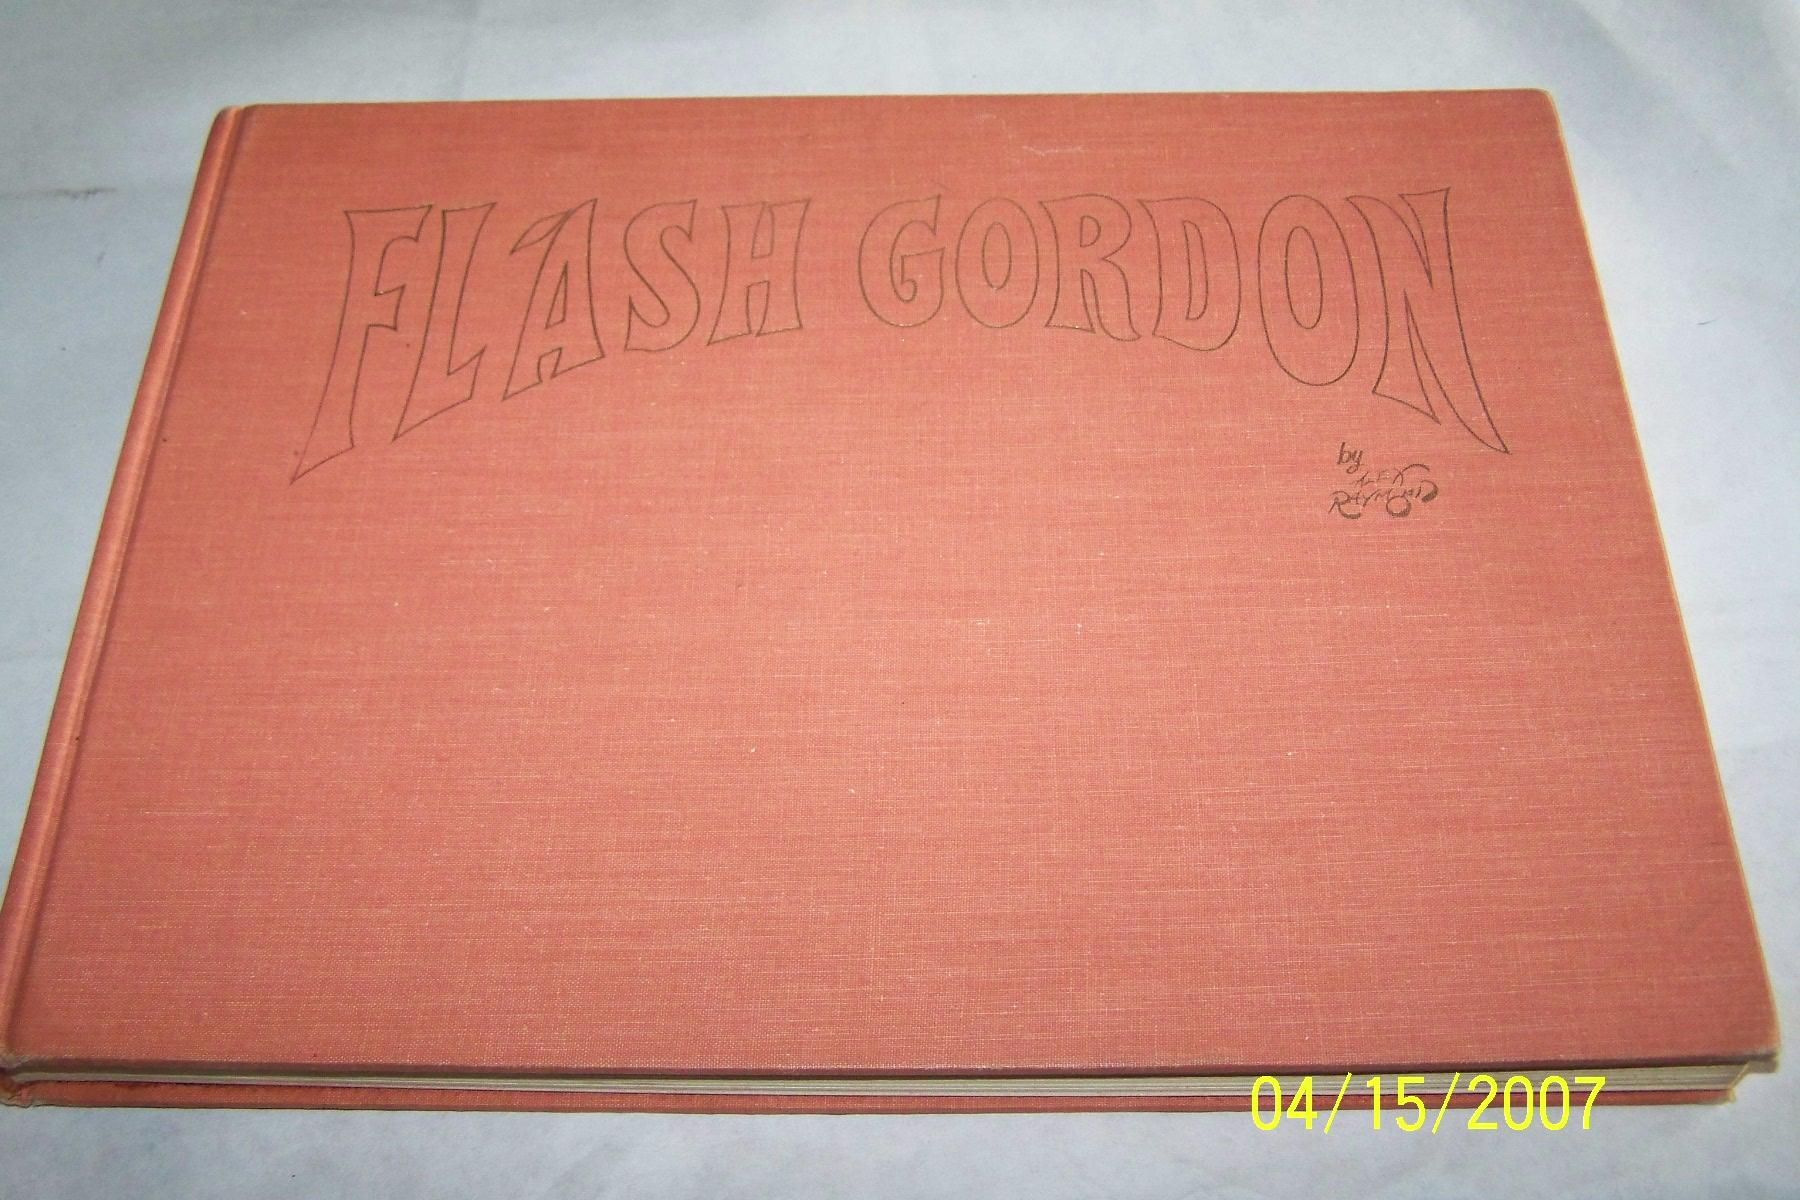 FLASH GORDON
by
ALEX
RAYMOND
04/15/2007